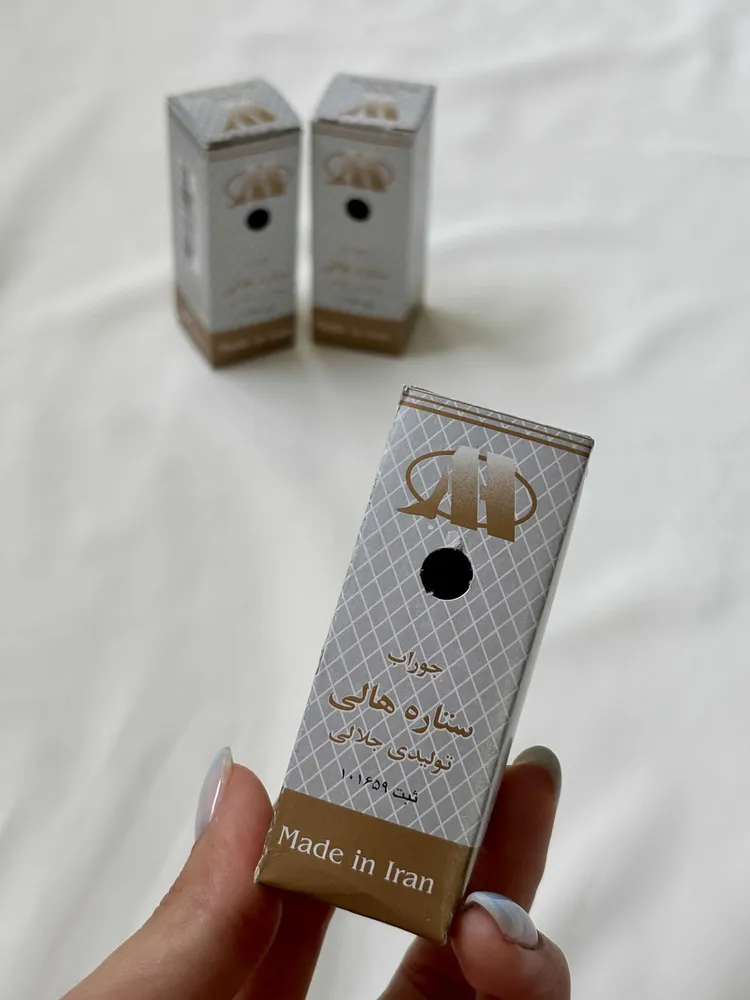 جوراب
ستاره هالی
تولیدی جلالی
ثبت ۱۰۱۶۵۹
Made in Iran